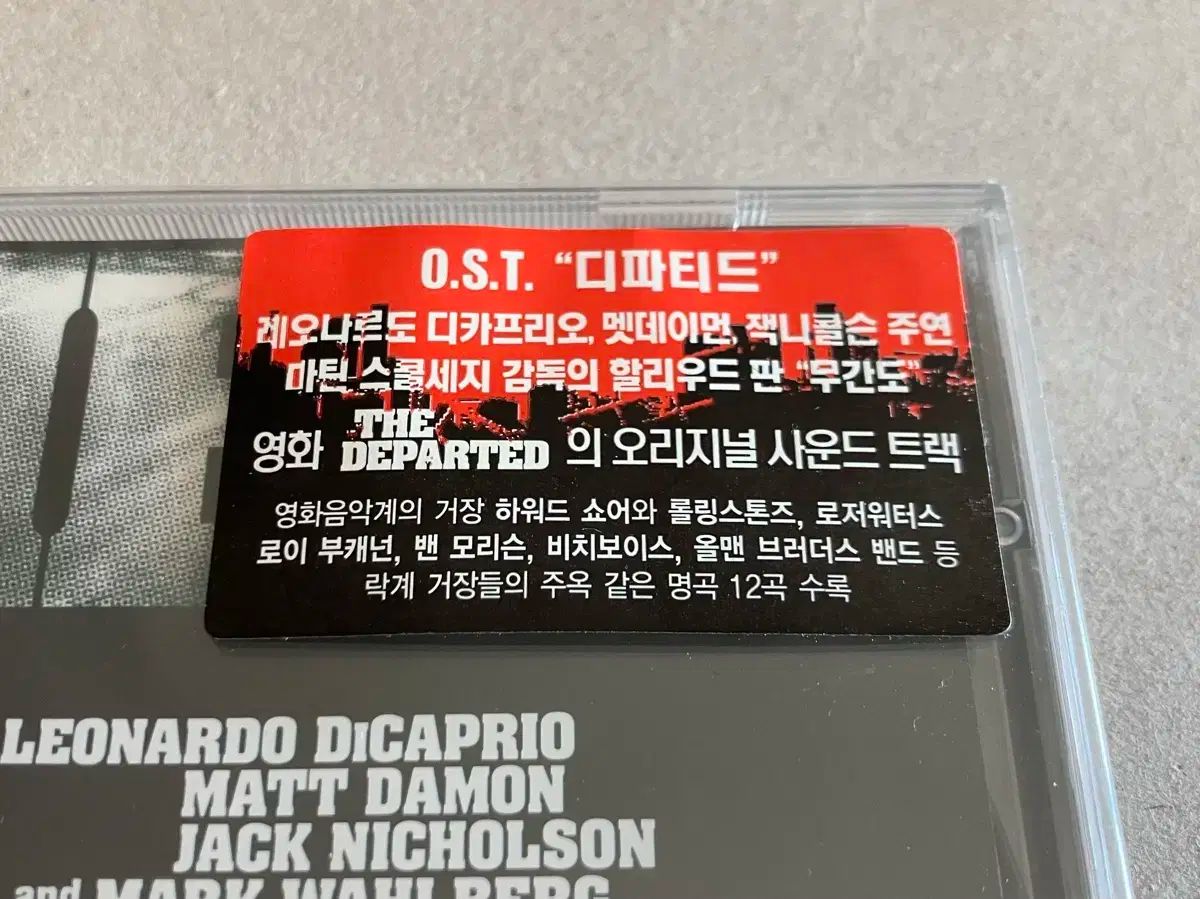 O.S.T. “디파티드”
레오나르도 디카프리오, 멧데이먼, 잭니콜슨 주연
마틴 스콜세지 감독의 할리우드 판 “무간도”
영화 THE DEPARTED 의 오리지널 사운드 트랙
영화음악계의 거장 하워드 쇼어와 롤링스톤즈, 로저워터스
로이 부캐넌, 밴 모리슨, 비치보이스, 올맨 브러더스 밴드 등
락계 거장들의 주옥 같은 명곡 12곡 수록
LEONARDO DiCAPRIO
MATT DAMON
JACK NICHOLSON
and MARK WAHLBERG